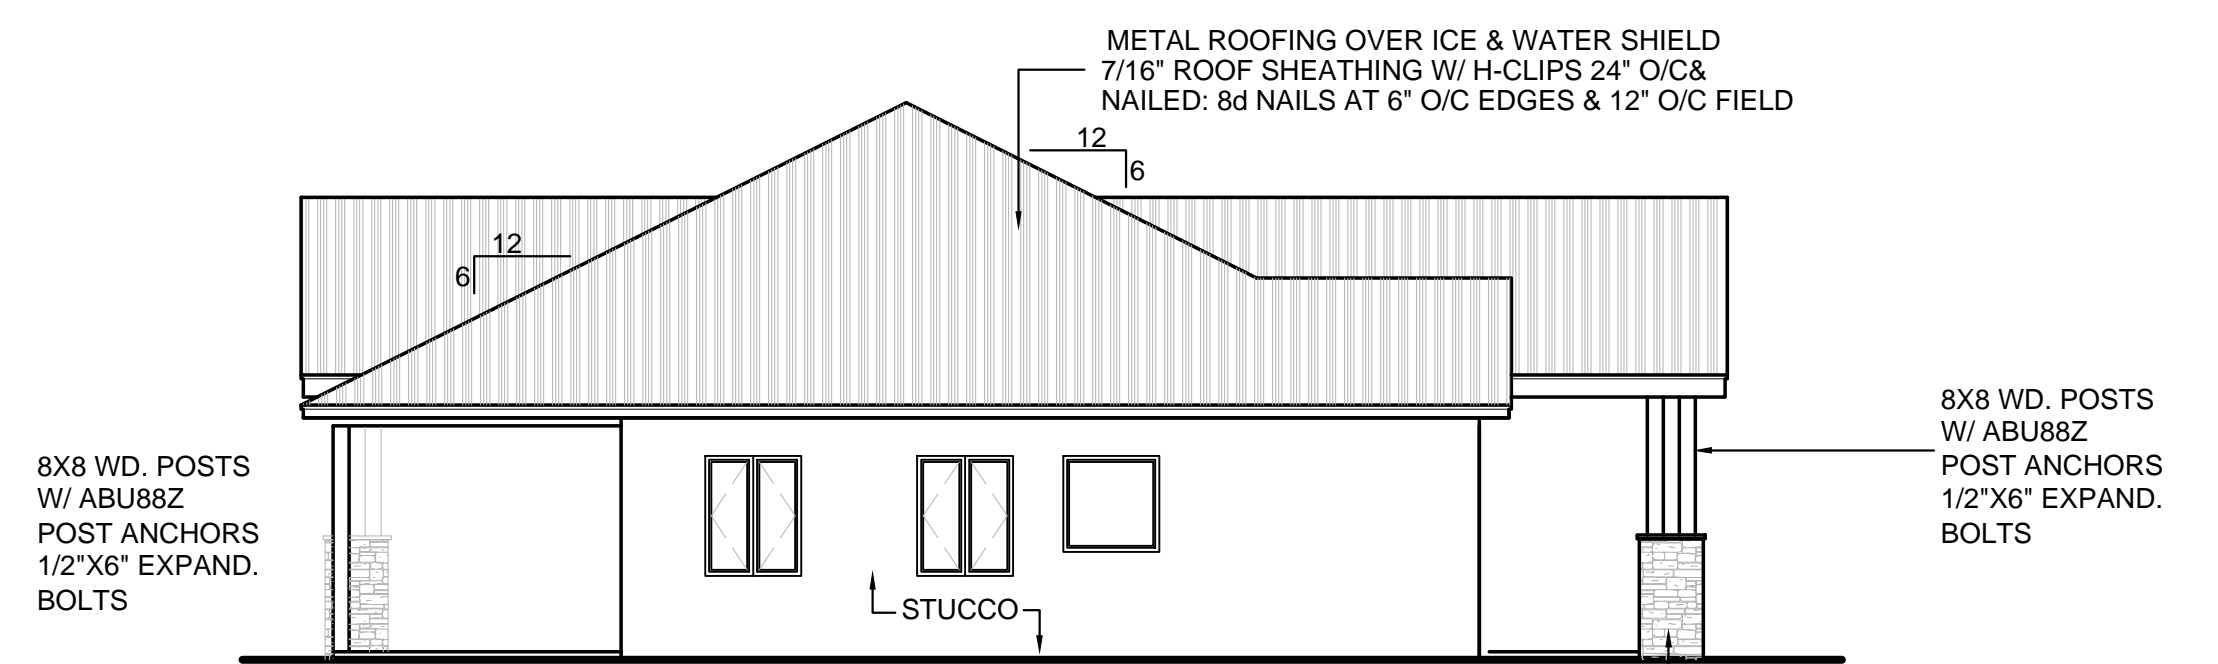 METAL ROOFING OVER ICE & WATER SHIELD
7/16" ROOF SHEATHING W/ H-CLIPS 24" O/C&
NAILED: 8d NAILS AT 6" O/C EDGES & 12" O/C FIELD
12
6
12
6
8X8 WD. POSTS
W/ ABU88Z
POST ANCHORS
1/2"X6" EXPAND.
BOLTS
8X8 WD. POSTS
W/ ABU88Z
POST ANCHORS
1/2"X6" EXPAND.
BOLTS
STUCCO